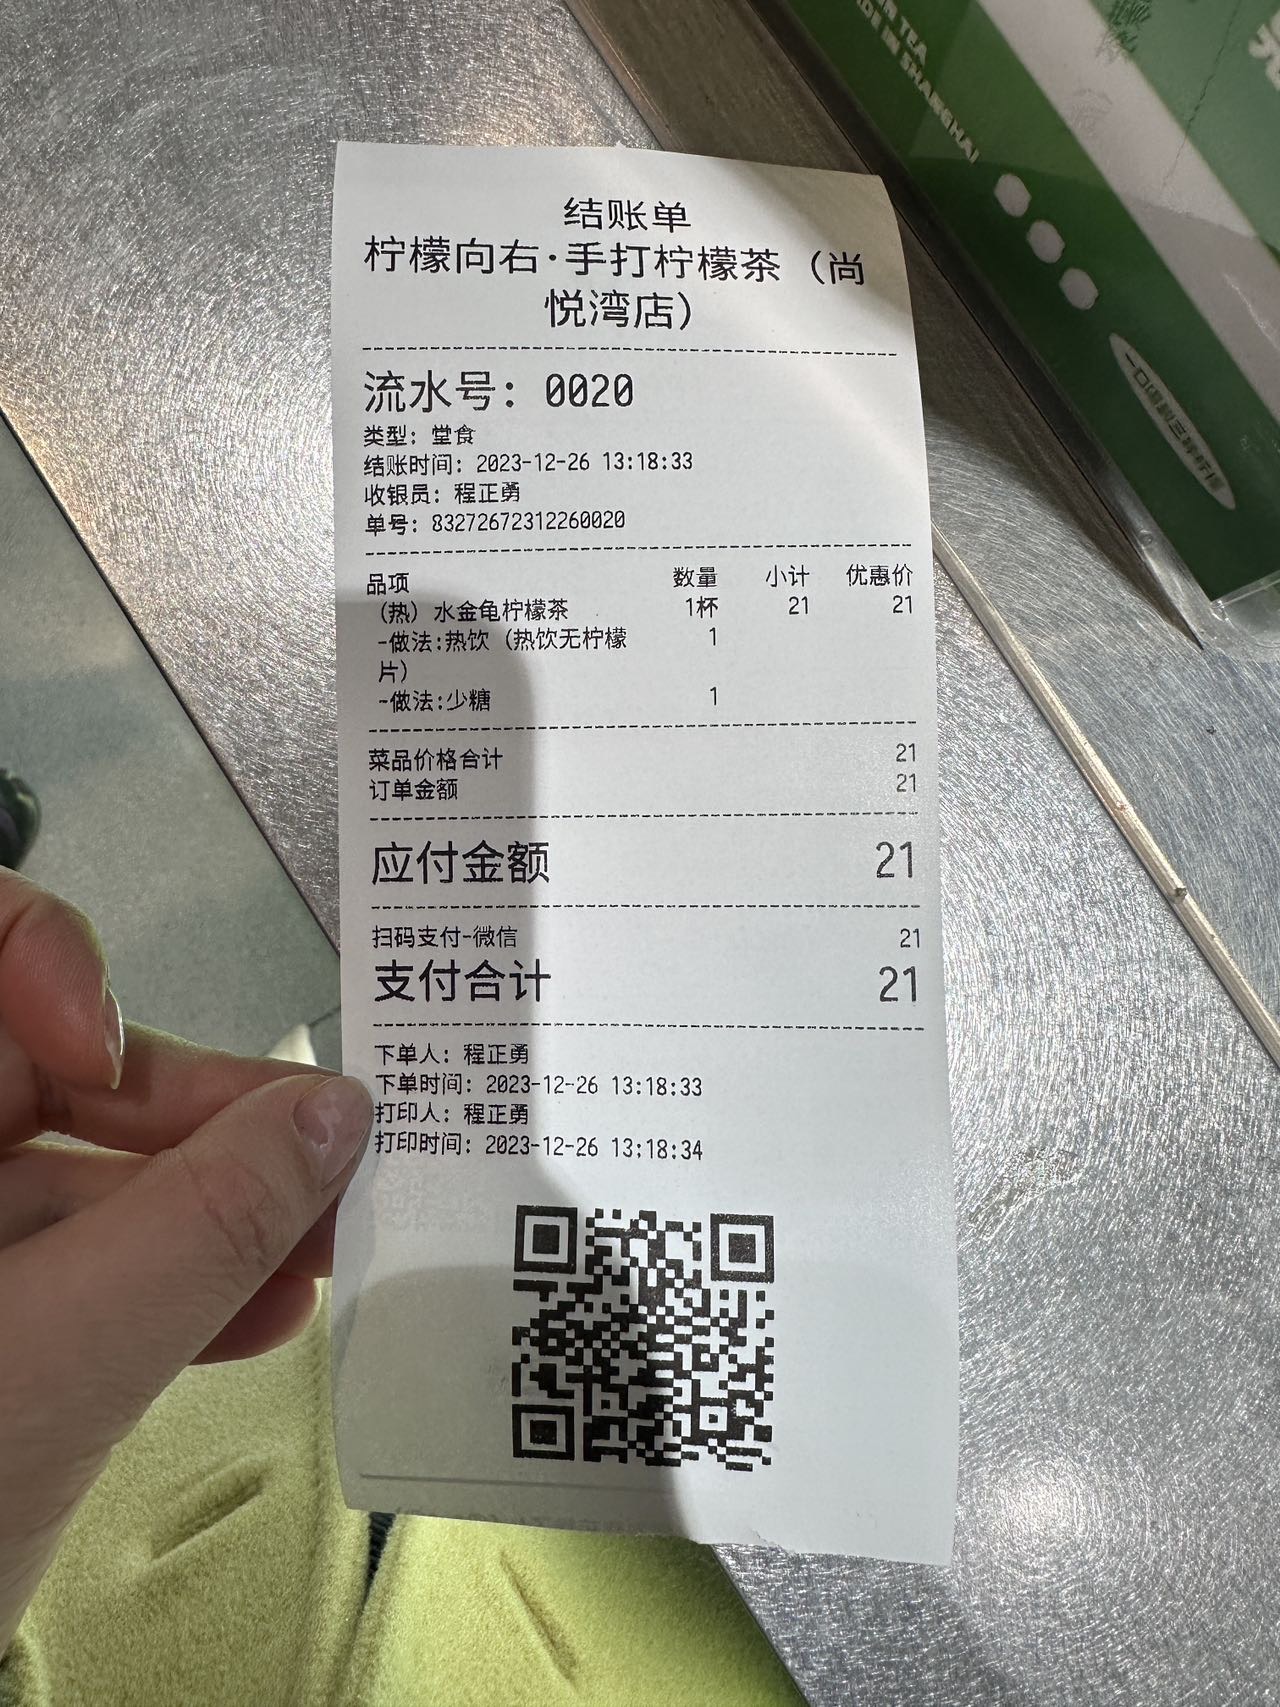 结账单
柠檬向右·手打柠檬茶（尚
悦湾店）
流水号：0020
类型：堂食
结账时间：2023-12-26 13:18:33
收银员：程正勇
单号：83272672312260020
品项 数量 小计 优惠价
（热）水金龟柠檬茶 1杯 21 21
-做法:热饮（热饮无柠檬 1
片）
-做法:少糖 1
菜品价格合计 21
订单金额 21
应付金额 21
扫码支付-微信 21
支付合计 21
下单人：程正勇
下单时间：2023-12-26 13:18:33
打印人：程正勇
打印时间：2023-12-26 13:18:34
TEA
SHANGHAI